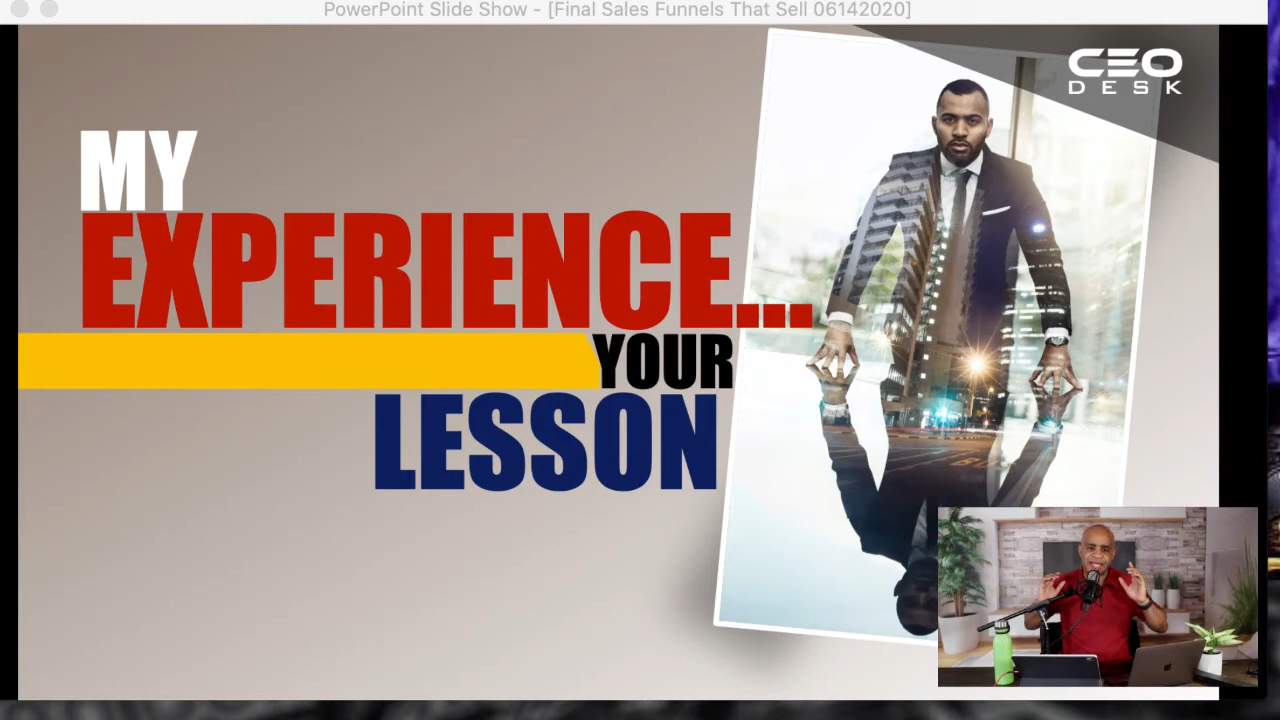 PowerPoint Slide Show - [Final Sales Funnels That Sell 06142020]
CEO
DESK
MY
EXPERIENCE...
YOUR
LESSON